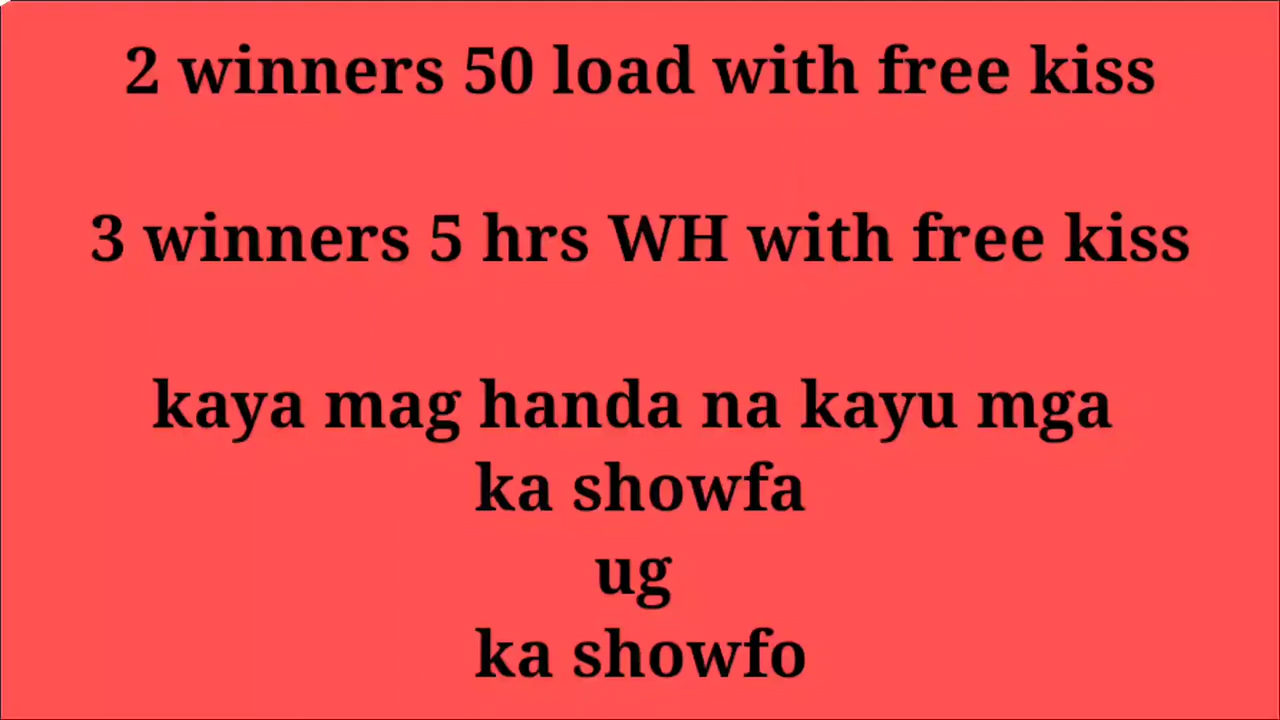 2 winners 50 load with free kiss
3 winners 5 hrs WH with free kiss
kaya mag handa na kayu mga
ka showfa
ug
ka showfo